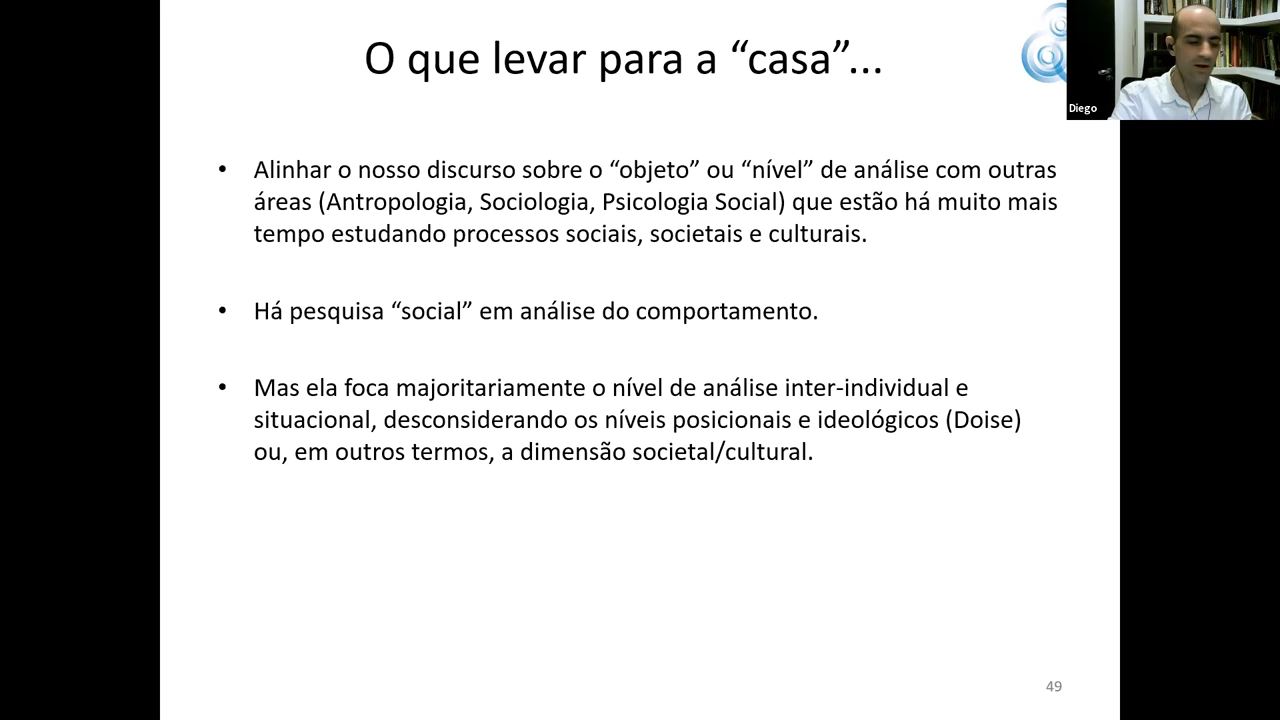 O que levar para a “casa”...
Diego
• Alinhar o nosso discurso sobre o “objeto” ou “nível” de análise com outras
áreas (Antropologia, Sociologia, Psicologia Social) que estão há muito mais
tempo estudando processos sociais, societais e culturais.
• Há pesquisa “social” em análise do comportamento.
• Mas ela foca majoritariamente o nível de análise inter-individual e
situacional, desconsiderando os níveis posicionais e ideológicos (Doise)
ou, em outros termos, a dimensão societal/cultural.
49